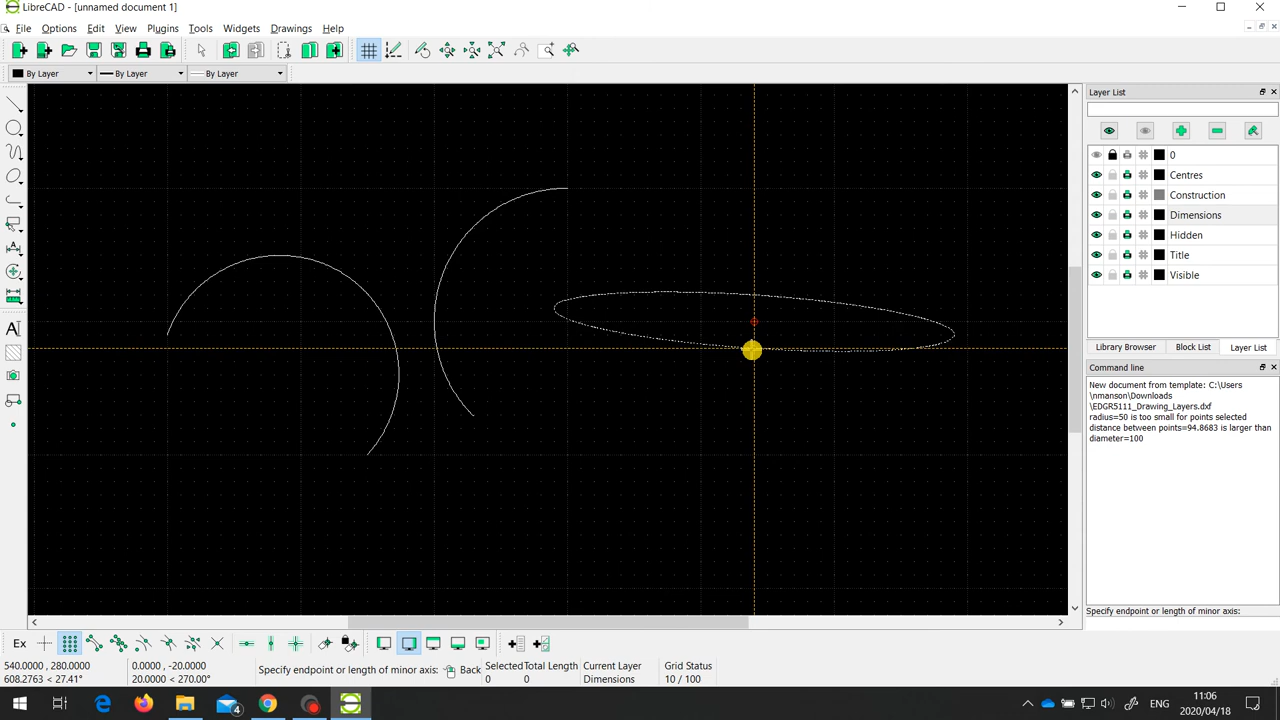 LibreCAD - [unnamed document 1]
File Options Edit View Plugins Tools Widgets Drawings Help
By Layer By Layer By Layer
Layer List
0
Centres
Construction
Dimensions
Hidden
Title
Visible
Library Browser Block List Layer List
Command line
New document from template: C:\Users
\nmanson\Downloads
\EDGR5111_Drawing_Layers.dxf
radius=50 is too small for points selected
distance between points=94.8683 is larger than
diameter=100
Specify endpoint or length of minor axis:
Ex
540.0000 , 280.0000
608.2763 < 27.41°
0.0000 , -20.0000
20.0000 < 270.00°
Specify endpoint or length of minor axis: Back
Selected Total Length
0 0
Current Layer
Dimensions
Grid Status
10 / 100
4
ENG
11:06
2020/04/18